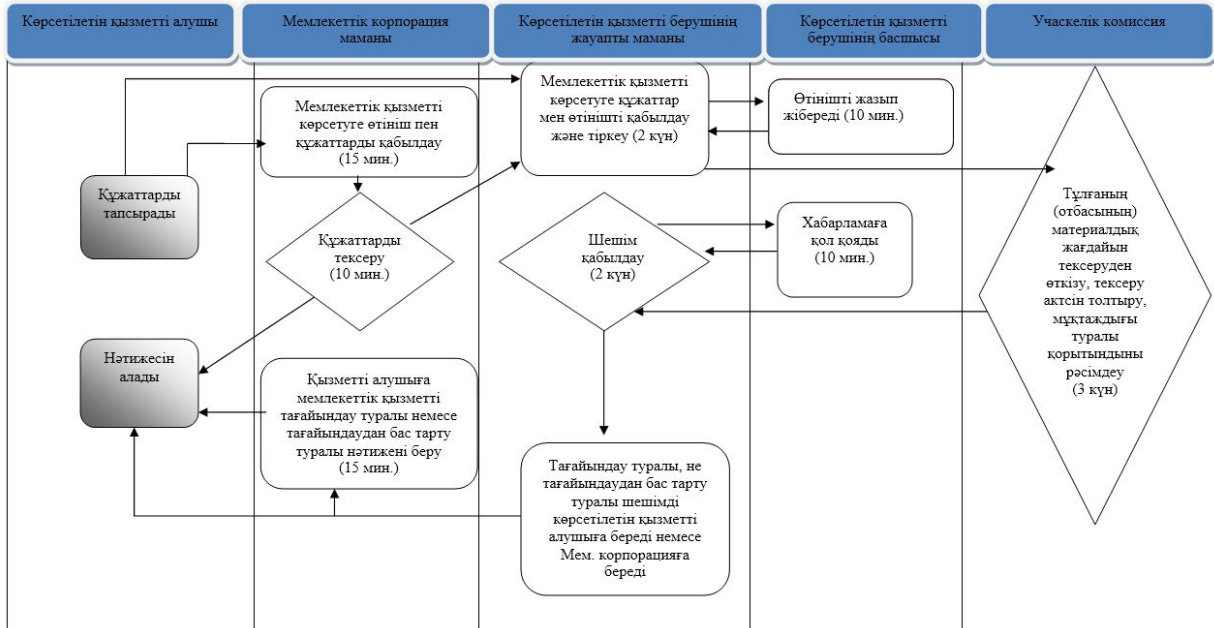 Көрсетілетін қызметті алушы
Мемлекеттік корпорация
маманы
Көрсетілетін қызметті берушінің
жауапты маманы
Көрсетілетін қызметті
берушінің басшысы
Учаскелік комиссия
Құжаттарды
тапсырады
Нәтижесін
алады
Мемлекеттік қызметті
көрсетуге өтініш пен
құжаттарды қабылдау
(15 мин.)
Құжаттарды
тексеру
(10 мин.)
Қызметті алушыға
мемлекеттік қызметті
тағайындау туралы немесе
тағайындаудан бас тарту
туралы нәтижені беру
(15 мин.)
Мемлекеттік қызметті
көрсетуге құжаттар
мен өтінішті қабылдау
және тіркеу (2 күн)
Шешім
қабылдау
(2 күн)
Тағайындау туралы, не
тағайындаудан бас тарту
туралы шешімді
көрсетілетін қызметті
алушыға береді немесе
Мем. корпорацияға
береді
Өтінішті жазып
жібереді (10 мин.)
Хабарламаға
қол қояды
(10 мин.)
Тұлғаның
(отбасының)
материалдық
жағдайын
тексеруден
өткізу, тексеру
актсін толтыру,
мұқтаждығы
туралы
қорытындыны
рәсімдеу
(3 күн)